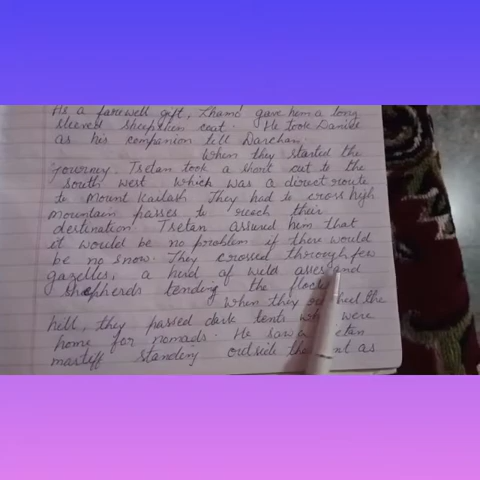 As a farewell gift, Lhamo gave him a long
sleeved sheepskin coat. He took Daniel
as his companion till Darchan.
When they started the
journey, Tsetan took a short cut to the
south west which was a direct route
to Mount Kailash They had to cross high
mountain passes to reach their
destination. Tsetan assured him that
it would be no problem if there would
be no snow. They crossed through few
gazelles, a herd of wild asses and
shepherds tending the flocks
When they the
hill, they passed dark tents were
home for nomads. He saw
mastiff standing outside as